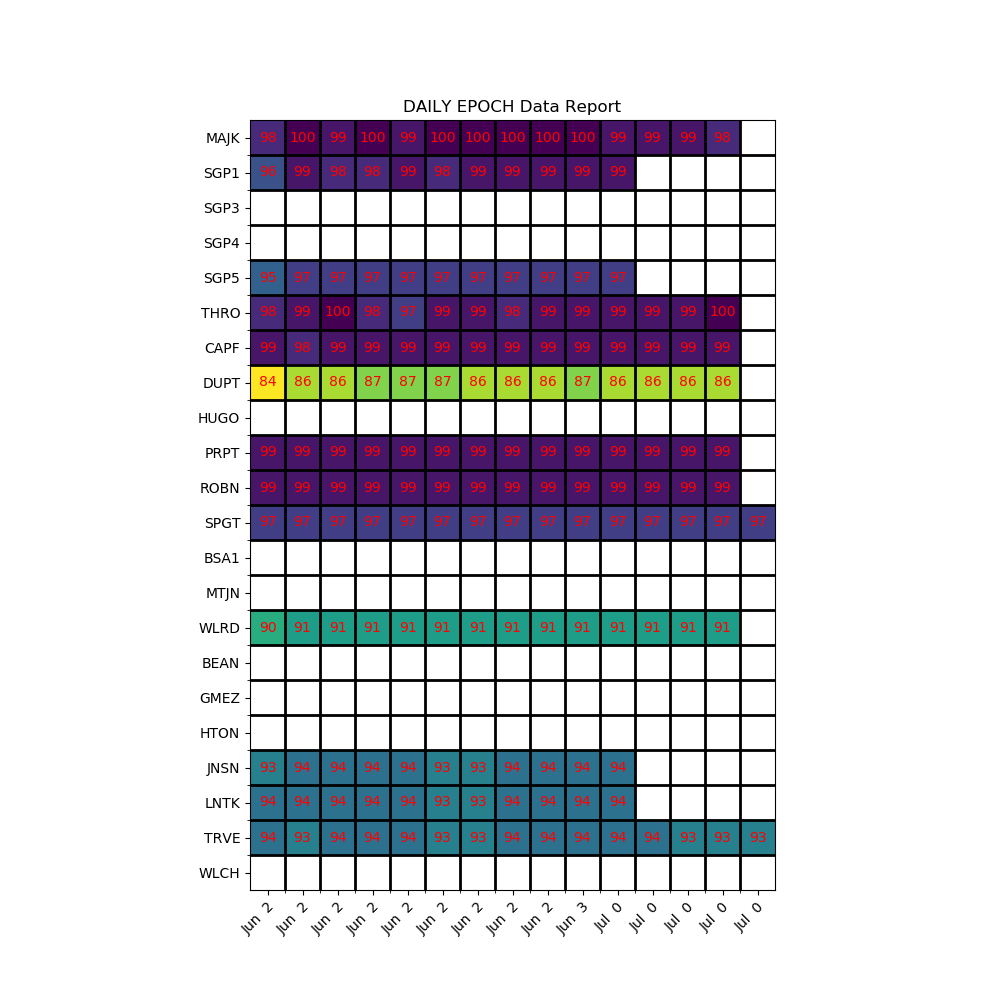 DAILY EPOCH Data Report
MAJK 98 100 99 100 99 100 100 100 100 100 99 99 99 98
SGP1 96 99 98 98 99 98 99 99 99 99 99
SGP3
SGP4
SGP5 95 97 97 97 97 97 97 97 97 97 97
THRO 98 99 100 98 97 99 99 98 99 99 99 99 99 100
CAPF 99 98 99 99 99 99 99 99 99 99 99 99 99 99
DUPT 84 86 86 87 87 87 86 86 86 87 86 86 86 86
HUGO
PRPT 99 99 99 99 99 99 99 99 99 99 99 99 99 99
ROBN 99 99 99 99 99 99 99 99 99 99 99 99 99 99
SPGT 97 97 97 97 97 97 97 97 97 97 97 97 97 97 97
BSA1
MTJN
WLRD 90 91 91 91 91 91 91 91 91 91 91 91 91 91
BEAN
GMEZ
HTON
JNSN 93 94 94 94 94 93 93 94 94 94 94
LNTK 94 94 94 94 94 93 93 94 94 94 94
TRVE 94 93 94 94 94 93 93 94 94 94 94 94 93 93 93
WLCH
Jun 2 Jun 2 Jun 2 Jun 2 Jun 2 Jun 2 Jun 2 Jun 2 Jun 2 Jun 3 Jul 0 Jul 0 Jul 0 Jul 0 Jul 0